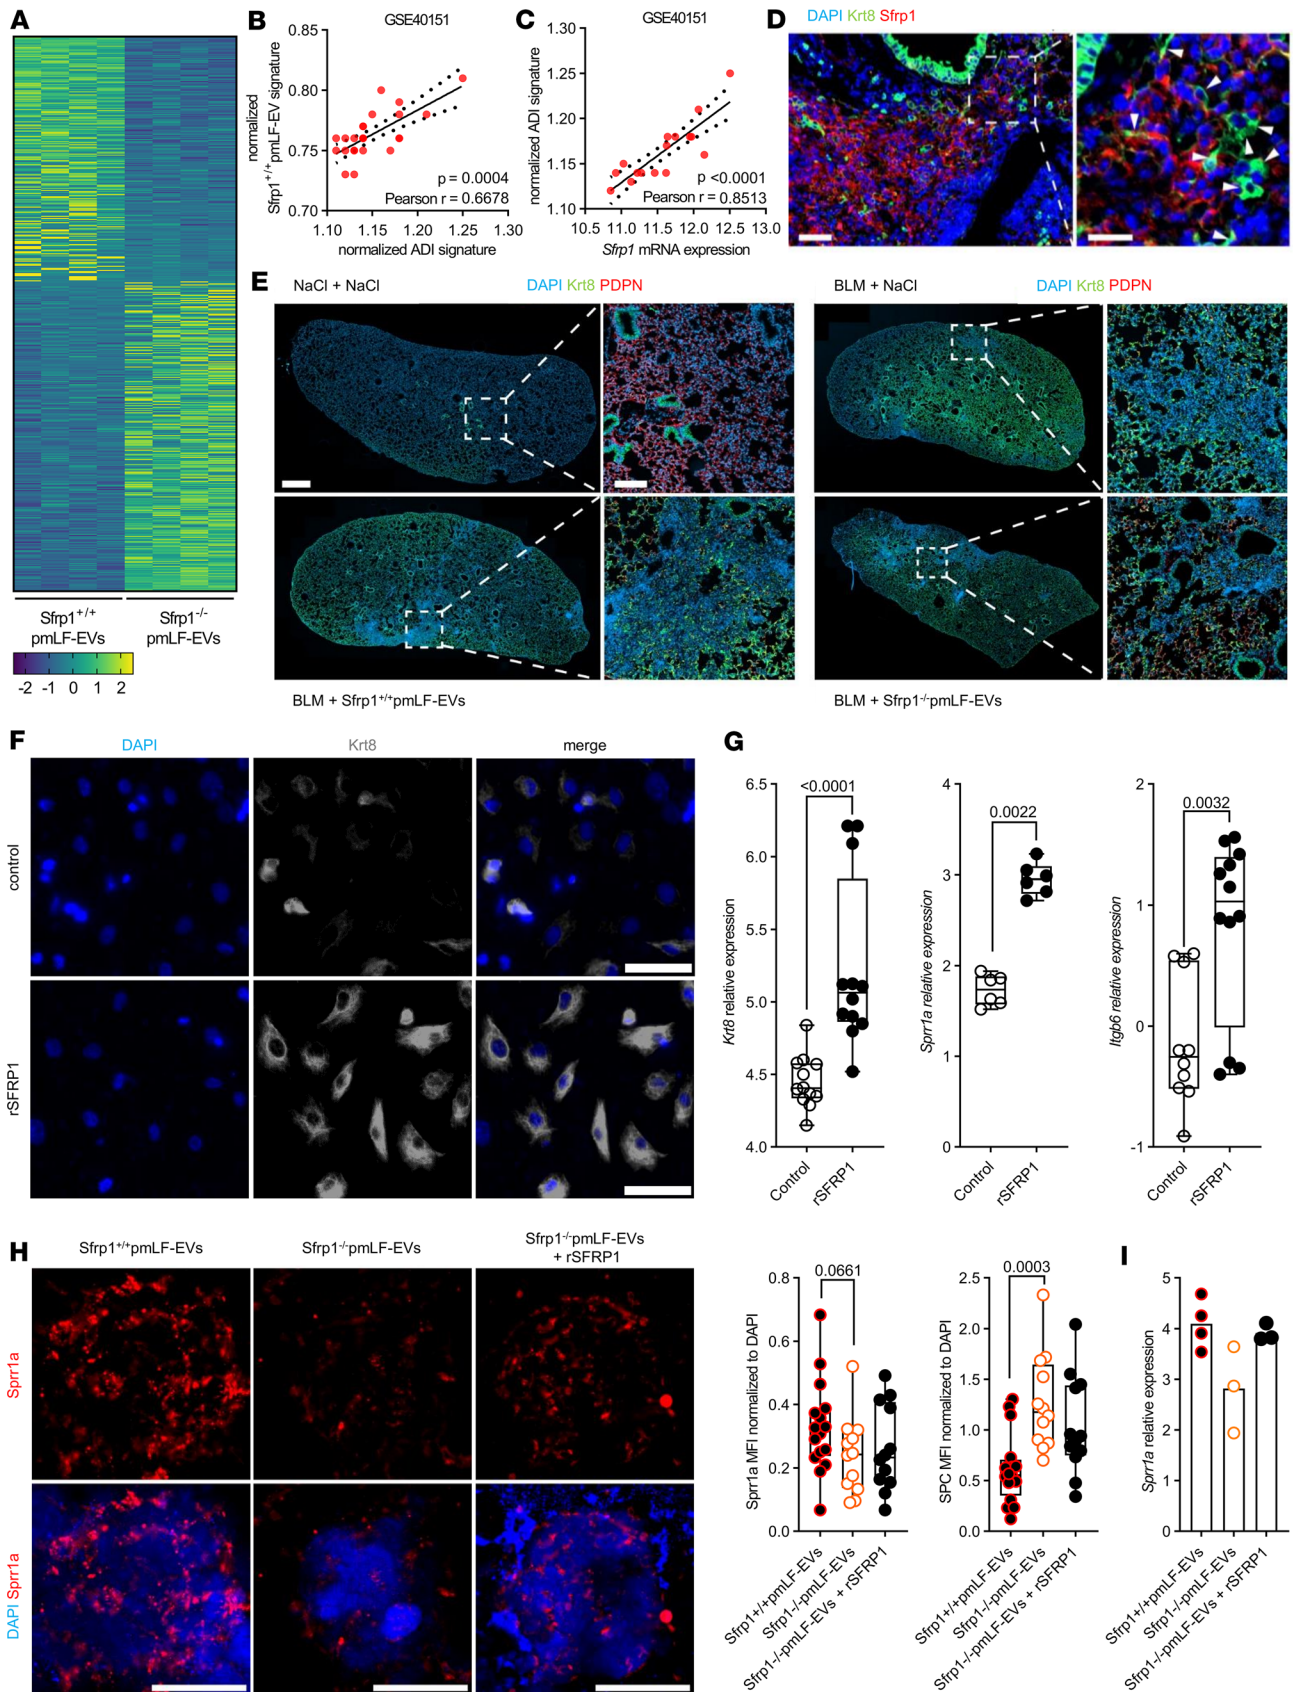 A
Sfrp1+/+
pmLF-EVs
Sfrp1-/-
pmLF-EVs
-2 -1 0 1 2
B
GSE40151
normalized
Sfrp1+/+pmLF-EV signature
0.85
0.80
0.75
0.70
p = 0.0004
Pearson r = 0.6678
1.10 1.15 1.20 1.25 1.30
normalized ADI signature
C
GSE40151
normalized ADI signature
1.30
1.25
1.20
1.15
1.10
p <0.0001
Pearson r = 0.8513
10.5 11.0 11.5 12.0 12.5 13.0
Sfrp1 mRNA expression
D
DAPI Krt8 Sfrp1
E
NaCl + NaCl
DAPI Krt8 PDPN
BLM + NaCl
DAPI Krt8 PDPN
BLM + Sfrp1+/+pmLF-EVs
BLM + Sfrp1-/-pmLF-EVs
F
DAPI
Krt8
merge
control
rSFRP1
G
Krt8 relative expression
6.5
6.0
5.5
5.0
4.5
4.0
<0.0001
Control
rSFRP1
Sprr1a relative expression
4
3
2
1
0
0.0022
Control
rSFRP1
Itgb6 relative expression
2
1
0
-1
0.0032
Control
rSFRP1
H
Sfrp1+/+pmLF-EVs
Sfrp1-/-pmLF-EVs
Sfrp1-/-pmLF-EVs
+ rSFRP1
Sprr1a
DAPI Sprr1a
Sprr1a MFI normalized to DAPI
0.8
0.6
0.4
0.2
0.0
0.0661
Sfrp1+/+pmLF-EVs
Sfrp1-/-pmLF-EVs
Sfrp1-/-pmLF-EVs + rSFRP1
SPC MFI normalized to DAPI
2.5
2.0
1.5
1.0
0.5
0.0
0.0003
Sfrp1+/+pmLF-EVs
Sfrp1-/-pmLF-EVs
Sfrp1-/-pmLF-EVs + rSFRP1
I
Sprr1a relative expression
5
4
3
2
1
0
Sfrp1+/+pmLF-EVs
Sfrp1-/-pmLF-EVs
Sfrp1-/-pmLF-EVs + rSFRP1